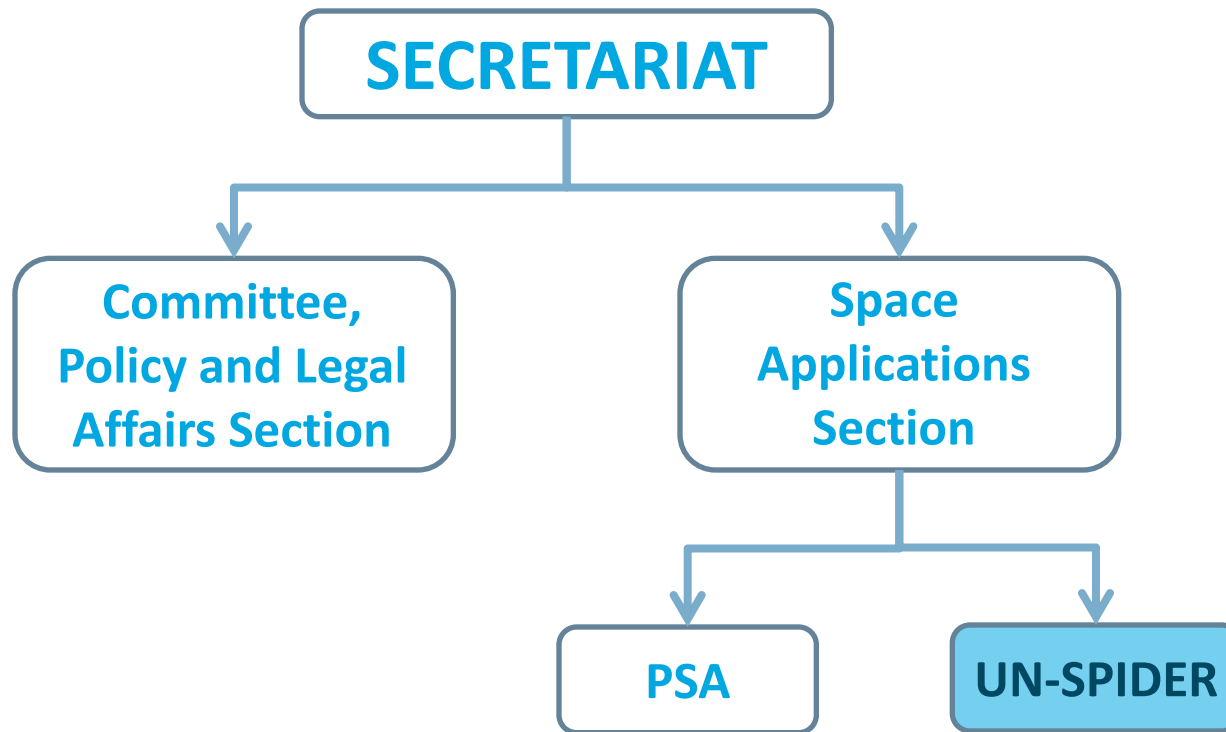 SECRETARIAT
Committee,
Policy and Legal
Affairs Section
Space
Applications
Section
PSA
UN-SPIDER